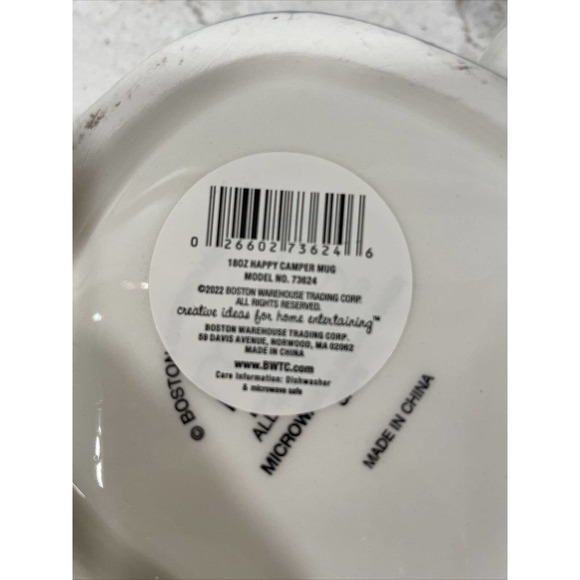 0 26602 73624 6
18OZ HAPPY CAMPER MUG
MODEL NO. 73624
©2022 BOSTON WAREHOUSE TRADING CORP.
ALL RIGHTS RESERVED.
creative ideas for home entertaining™
BOSTON WAREHOUSE TRADING CORP.
59 DAVIS AVENUE, NORWOOD, MA 02062
MADE IN CHINA
www.BWTC.com
Care Information: Dishwasher
& microwave safe
© BOSTON
ALL
MICROW
MADE IN CHINA